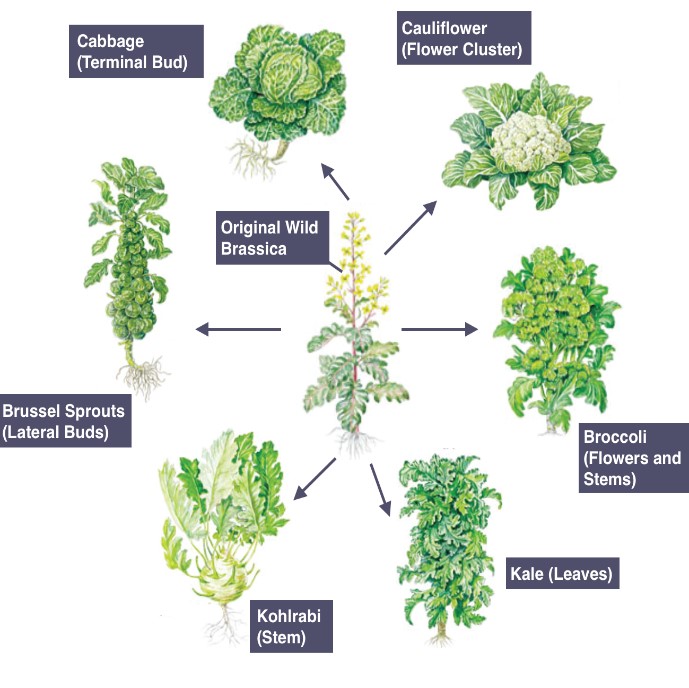 Cabbage
(Terminal Bud)
Cauliflower
(Flower Cluster)
Original Wild
Brassica
Brussel Sprouts
(Lateral Buds)
Broccoli
(Flowers and
Stems)
Kale (Leaves)
Kohlrabi
(Stem)